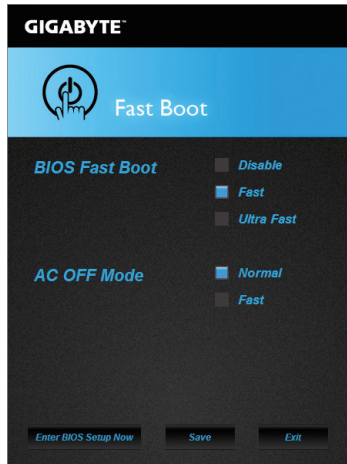 GIGABYTE™
Fast Boot
BIOS Fast Boot
Disable
Fast
Ultra Fast
AC OFF Mode
Normal
Fast
Enter BIOS Setup Now
Save
Exit